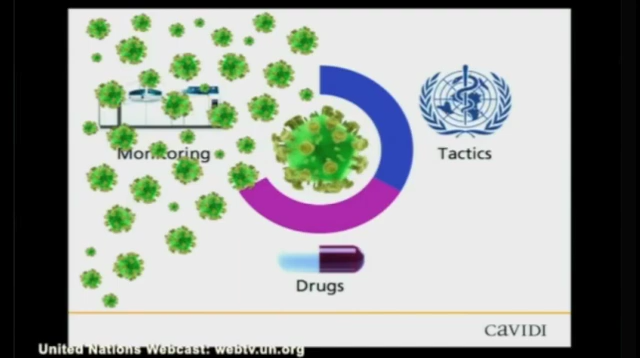 Monitoring
Tactics
Drugs
CAVIDI
United Nations Webcast: webtv.un.org